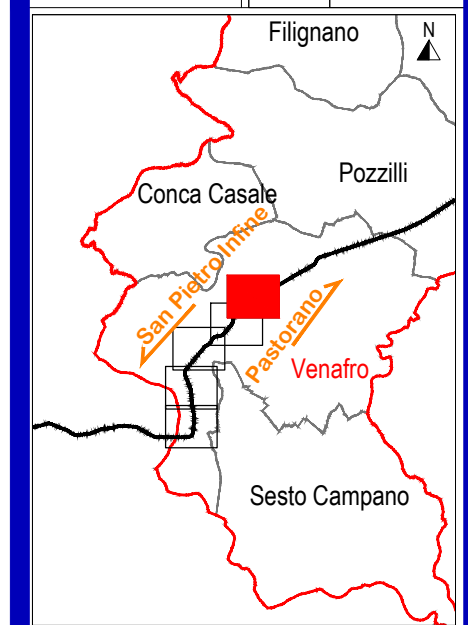 Filignano
N
Pozzilli
Conca Casale
San Pietro Infine
Pastorano
Venafro
Sesto Campano